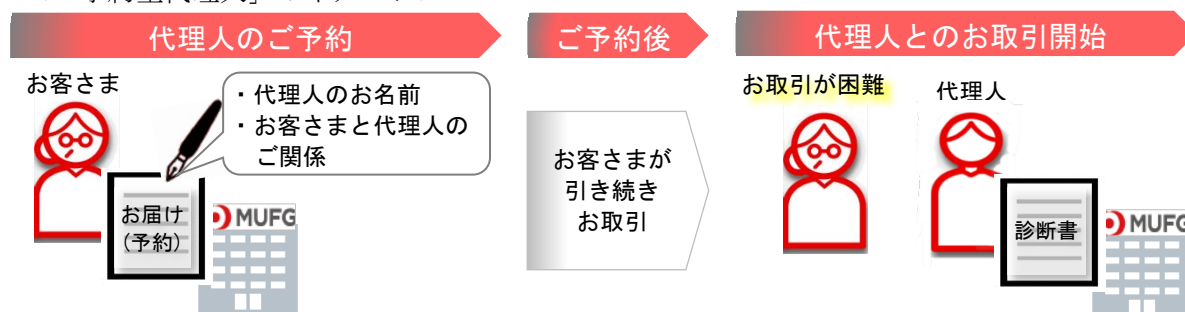 代理人のご予約
ご予約後
代理人とのお取引開始
お客さま
・代理人のお名前
・お客さまと代理人の
ご関係
お届け
(予約)
MUFG
お客さまが
引き続き
お取引
お取引が困難
代理人
診断書
MUFG